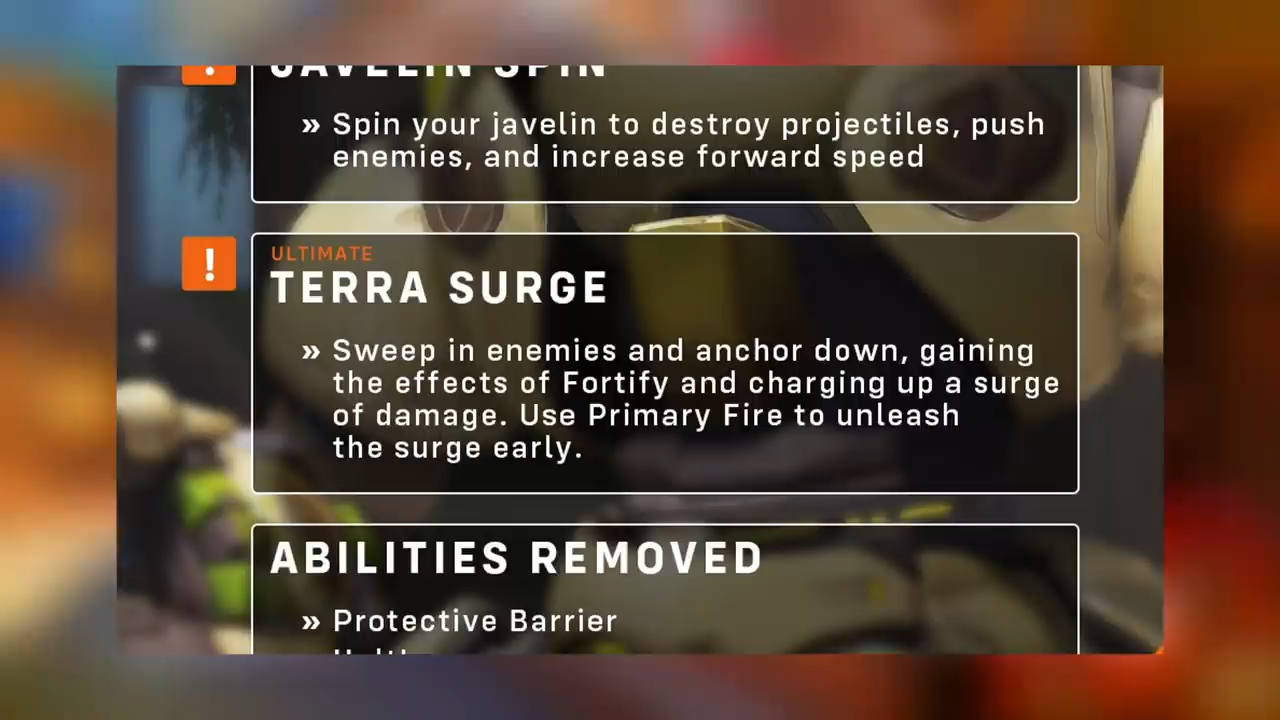 JAVELIN SPIN
» Spin your javelin to destroy projectiles, push
enemies, and increase forward speed
!
ULTIMATE
TERRA SURGE
» Sweep in enemies and anchor down, gaining
the effects of Fortify and charging up a surge
of damage. Use Primary Fire to unleash
the surge early.
ABILITIES REMOVED
» Protective Barrier